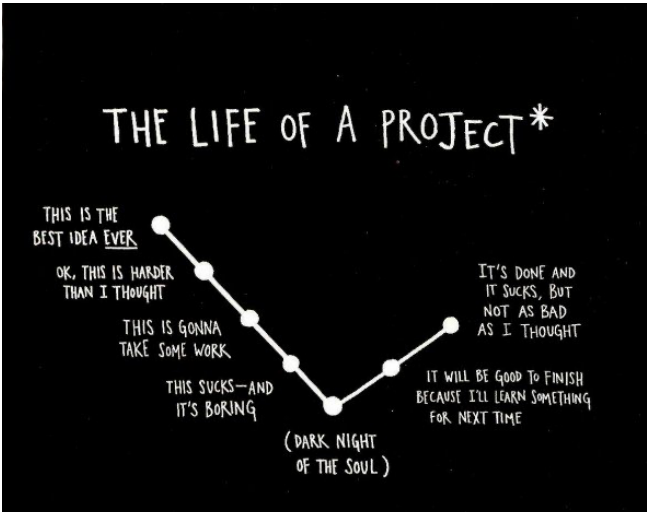 THE LIFE OF A PROJECT*
THIS IS THE
BEST IDEA EVER
OK, THIS IS HARDER
THAN I THOUGHT
THIS IS GONNA
TAKE SOME WORK
THIS SUCKS—AND
IT'S BORING
(DARK NIGHT
OF THE SOUL)
IT WILL BE GOOD TO FINISH
BECAUSE I'LL LEARN SOMETHING
FOR NEXT TIME
IT'S DONE AND
IT SUCKS, BUT
NOT AS BAD
AS I THOUGHT